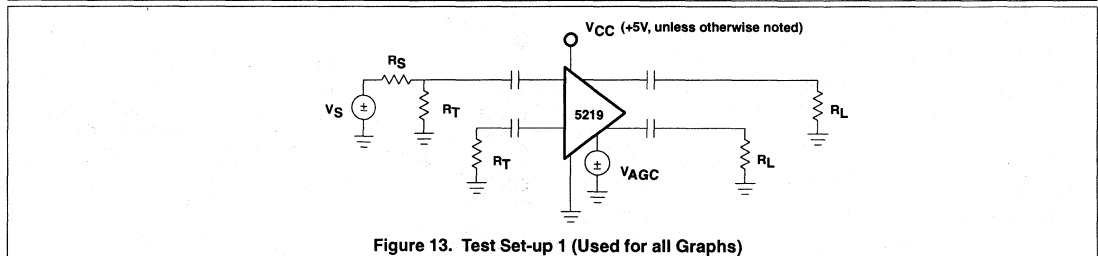 VCC (+5V, unless otherwise noted)
RS
VS ±
RT
5219
RL
RT
± VAGC
RL
Figure 13. Test Set-up 1 (Used for all Graphs)